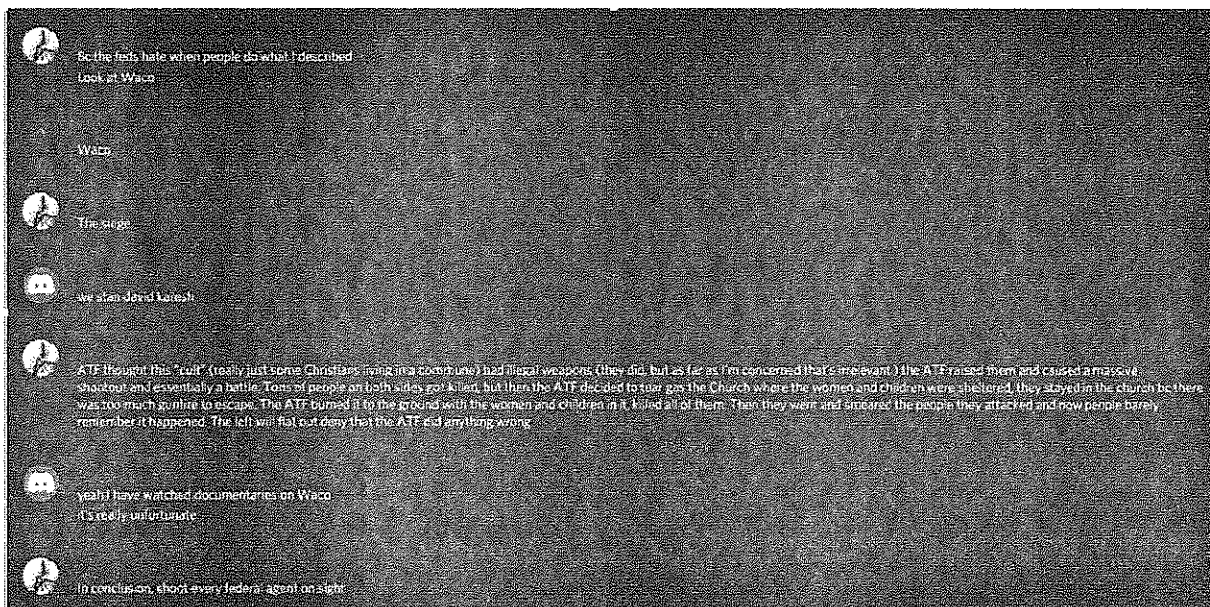 Bc the feds hate when people do what I described
Look at Waco
Waco
The siege
we stan david koresh
ATF thought this "cult" (really just some Christians living in a commune) had illegal weapons (they did, but as far as I'm concerned that's irrelevant) the ATF raised them and caused a massive
shootout and essentially a battle. Tons of people on both sides got killed, but then the ATF decided to tear gas the Church where the women and children were sheltered, they stayed in the church bc there
was too much gunfire to escape. The ATF burned it to the ground with the women and children in it, killed all of them. Then they went and smeared the people they attacked and now people barely
remember it happened. The left will flat out deny that the ATF did anything wrong
yeah I have watched documentaries on Waco
it's really unfortunate
In conclusion, shoot every federal agent on sight